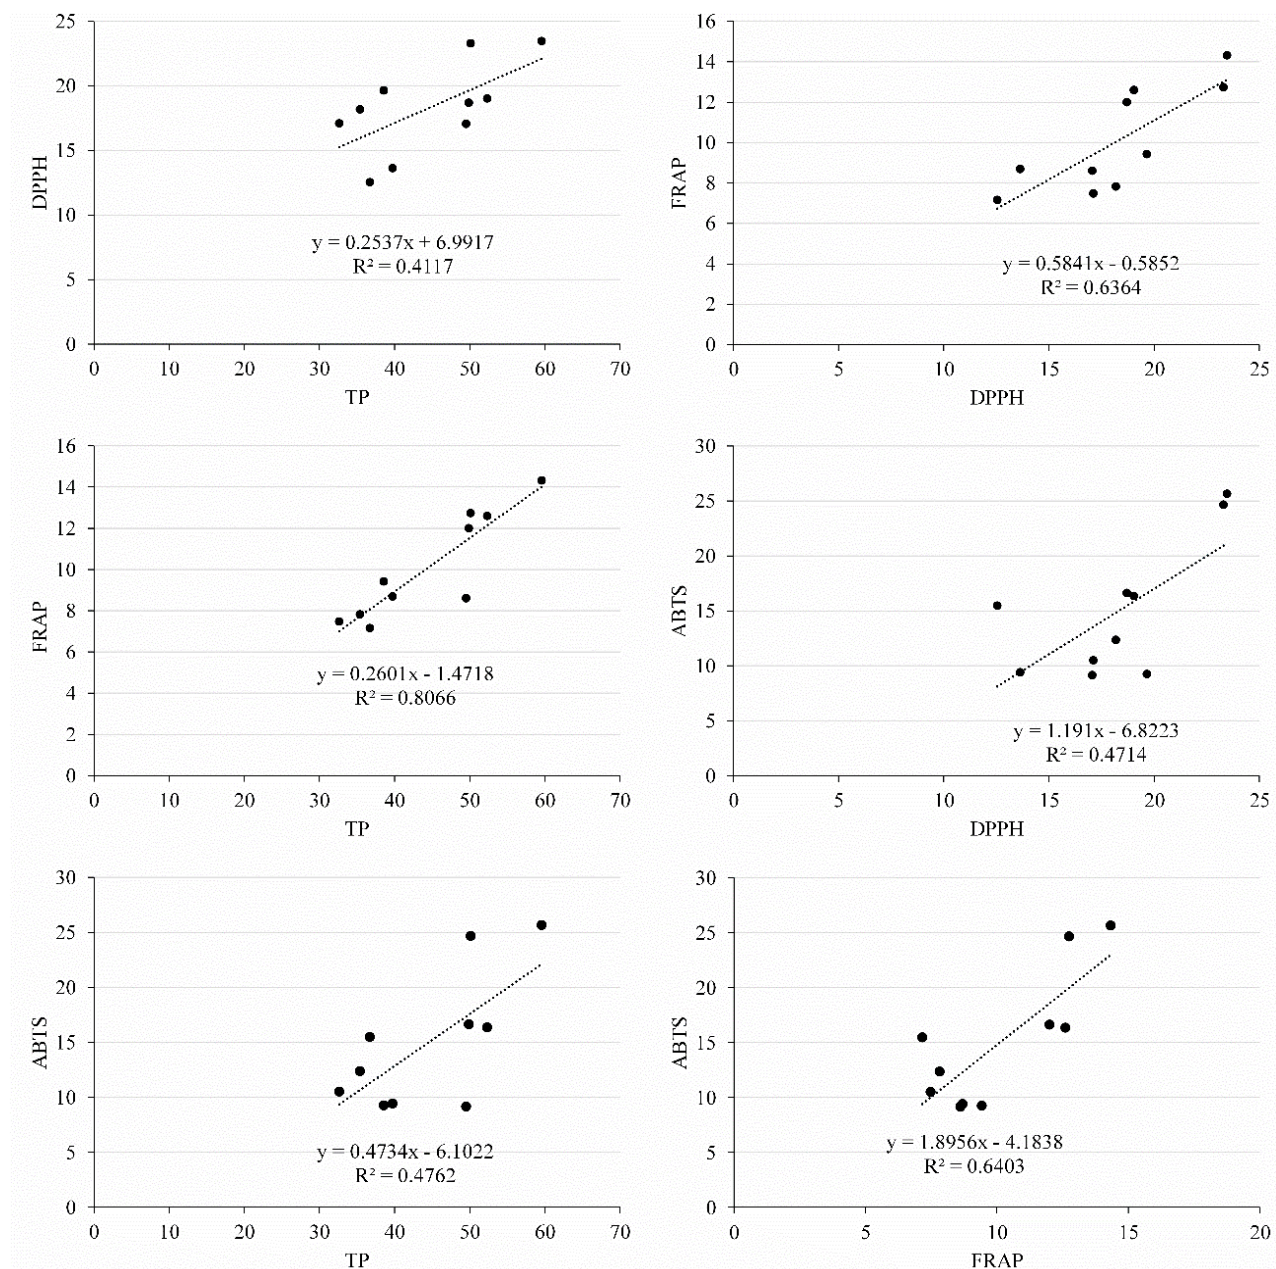 25
20
15
10
5
0
DPPH
y = 0.2537x + 6.9917
R² = 0.4117
0 10 20 30 40 50 60 70
TP
16
14
12
10
8
6
4
2
0
FRAP
y = 0.5841x - 0.5852
R² = 0.6364
0 5 10 15 20 25
DPPH
16
14
12
10
8
6
4
2
0
FRAP
y = 0.2601x - 1.4718
R² = 0.8066
0 10 20 30 40 50 60 70
TP
30
25
20
15
10
5
0
ABTS
y = 1.191x - 6.8223
R² = 0.4714
0 5 10 15 20 25
DPPH
30
25
20
15
10
5
0
ABTS
y = 0.4734x - 6.1022
R² = 0.4762
0 10 20 30 40 50 60 70
TP
30
25
20
15
10
5
0
ABTS
y = 1.8956x - 4.1838
R² = 0.6403
0 5 10 15 20
FRAP